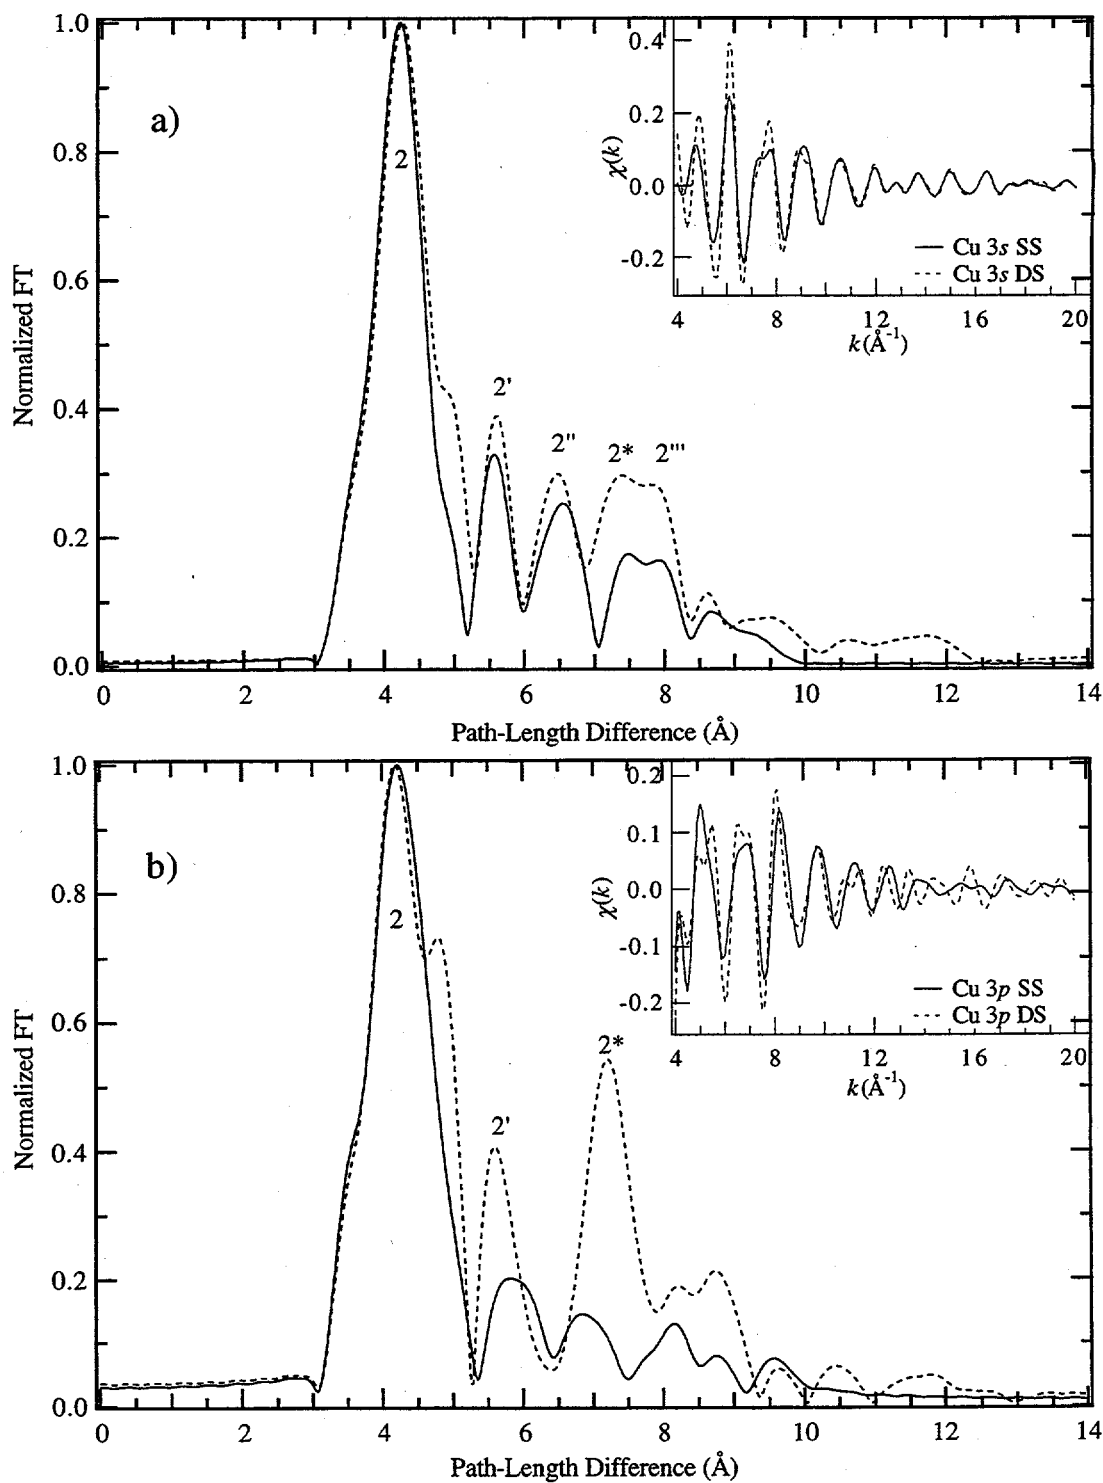 1.0
0.8
0.6
0.4
0.2
0.0
Normalized FT
a)
2
2'
2"
2*
2'''
0.4
0.2
0.0
-0.2
χ(k)
Cu 3s SS
Cu 3s DS
4 8 12 16 20
k(Å⁻¹)
0 2 4 6 8 10 12 14
Path-Length Difference (Å)
1.0
0.8
0.6
0.4
0.2
0.0
Normalized FT
b)
2
2'
2*
0.2
0.1
0.0
-0.1
-0.2
χ(k)
Cu 3p SS
Cu 3p DS
4 8 12 16 20
k(Å⁻¹)
0 2 4 6 8 10 12 14
Path-Length Difference (Å)